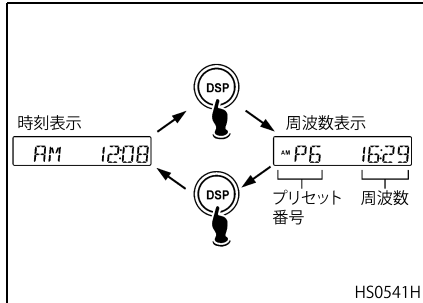 DSP
時刻表示
周波数表示
AM 12:08
AM P6 1629
DSP
プリセット
番号
周波数
HS0541H